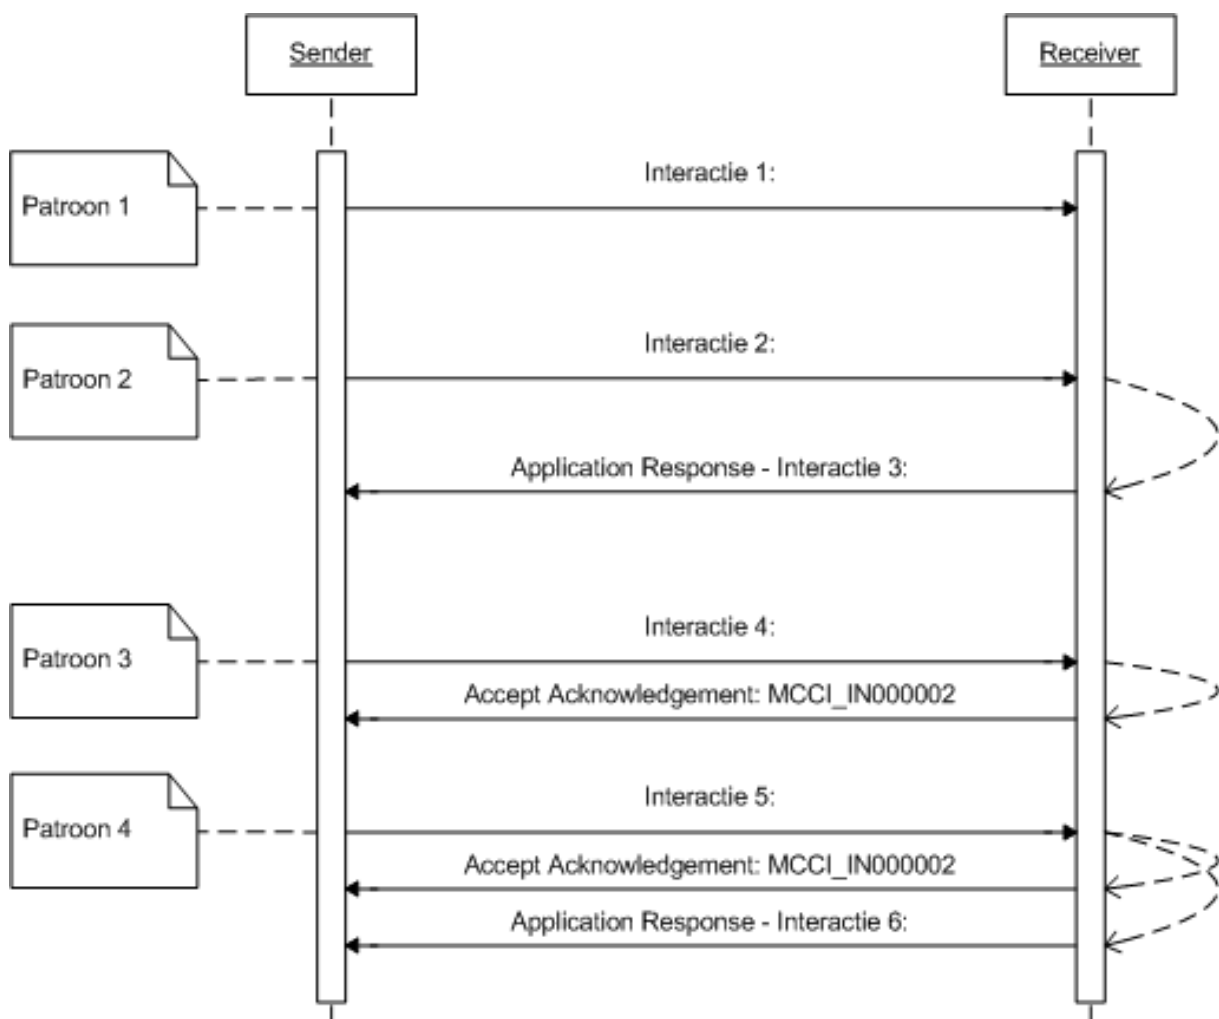 Sender
Receiver
Interactie 1:
Patroon 1
Interactie 2:
Patroon 2
Application Response - Interactie 3:
Interactie 4:
Patroon 3
Accept Acknowledgement: MCCI_IN000002
Interactie 5:
Patroon 4
Accept Acknowledgement: MCCI_IN000002
Application Response - Interactie 6: